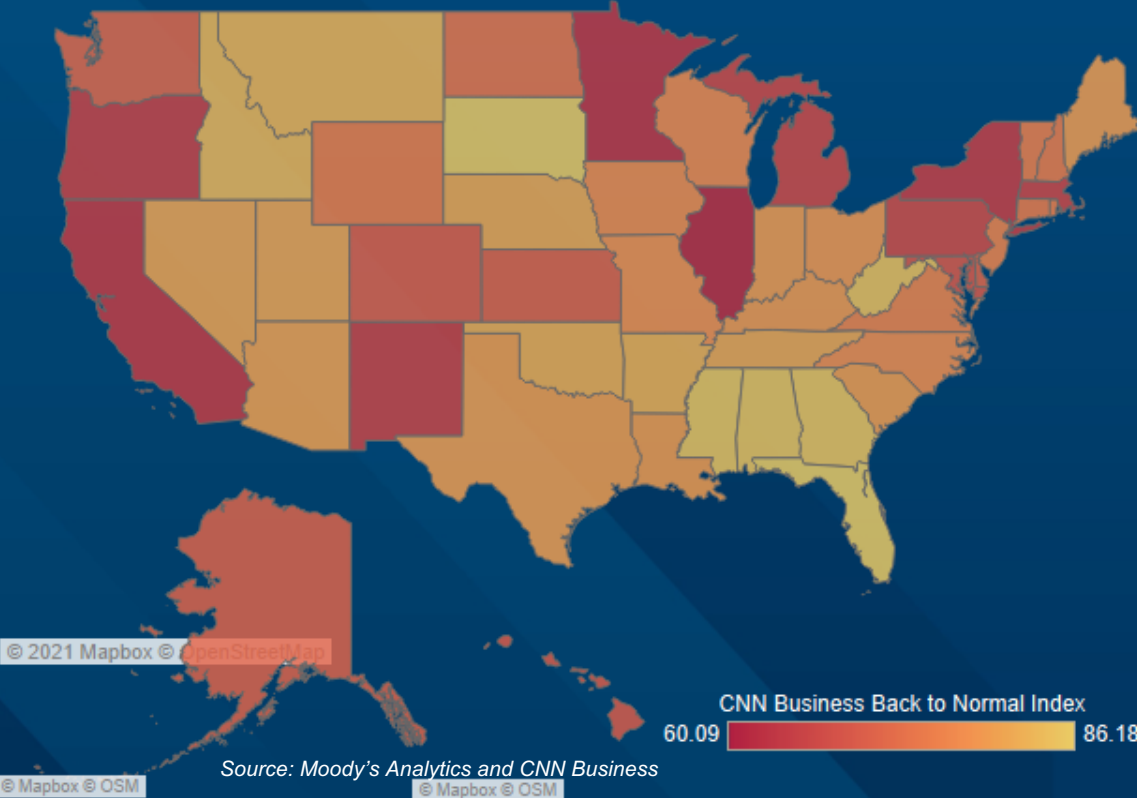 © 2021 Mapbox © OpenStreetMap
CNN Business Back to Normal Index
60.09
86.18
Source: Moody’s Analytics and CNN Business
© Mapbox © OSM
© Mapbox © OSM